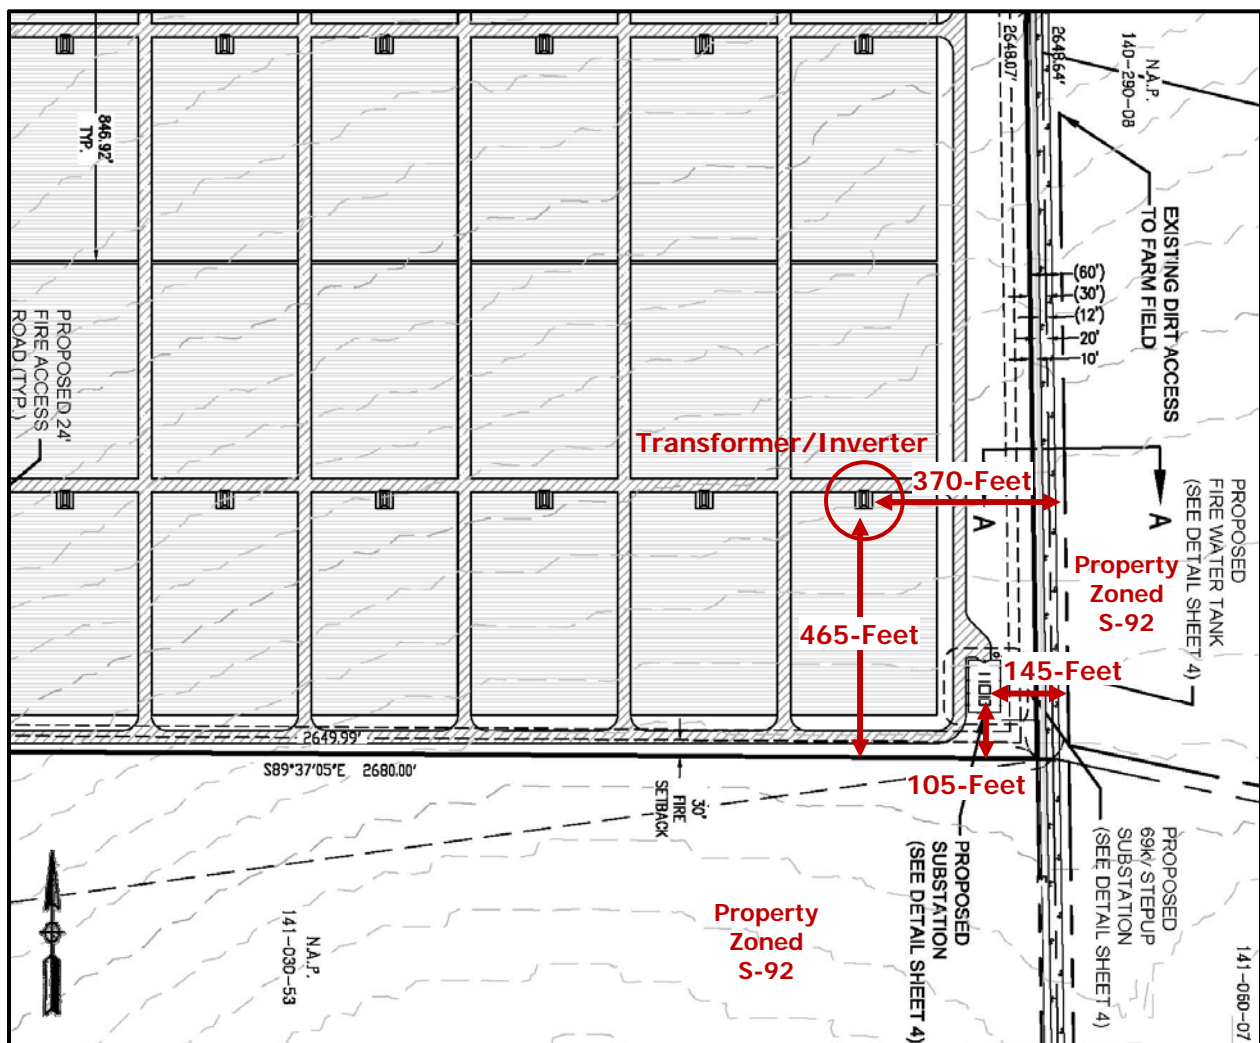 2648.07'
2648.64'
N.A.P.
140-290-08
846.92'
TYP.
EXISTING DIRT ACCESS
TO FARM FIELD
(60')
(30')
(12')
20'
10'
PROPOSED 24'
FIRE ACCESS
ROAD (TYP.)
Transformer/Inverter
370-Feet
A
A
PROPOSED
FIRE WATER TANK
(SEE DETAIL SHEET 4)
Property
Zoned
S-92
465-Feet
145-Feet
2649.99'
S89°37'05"E 2680.00'
105-Feet
30'
FIRE
SETBACK
PROPOSED
SUBSTATION
(SEE DETAIL SHEET 4)
PROPOSED
69kV STEPUP
SUBSTATION
(SEE DETAIL SHEET 4)
Property
Zoned
S-92
N.A.P.
141-030-53
141-060-07